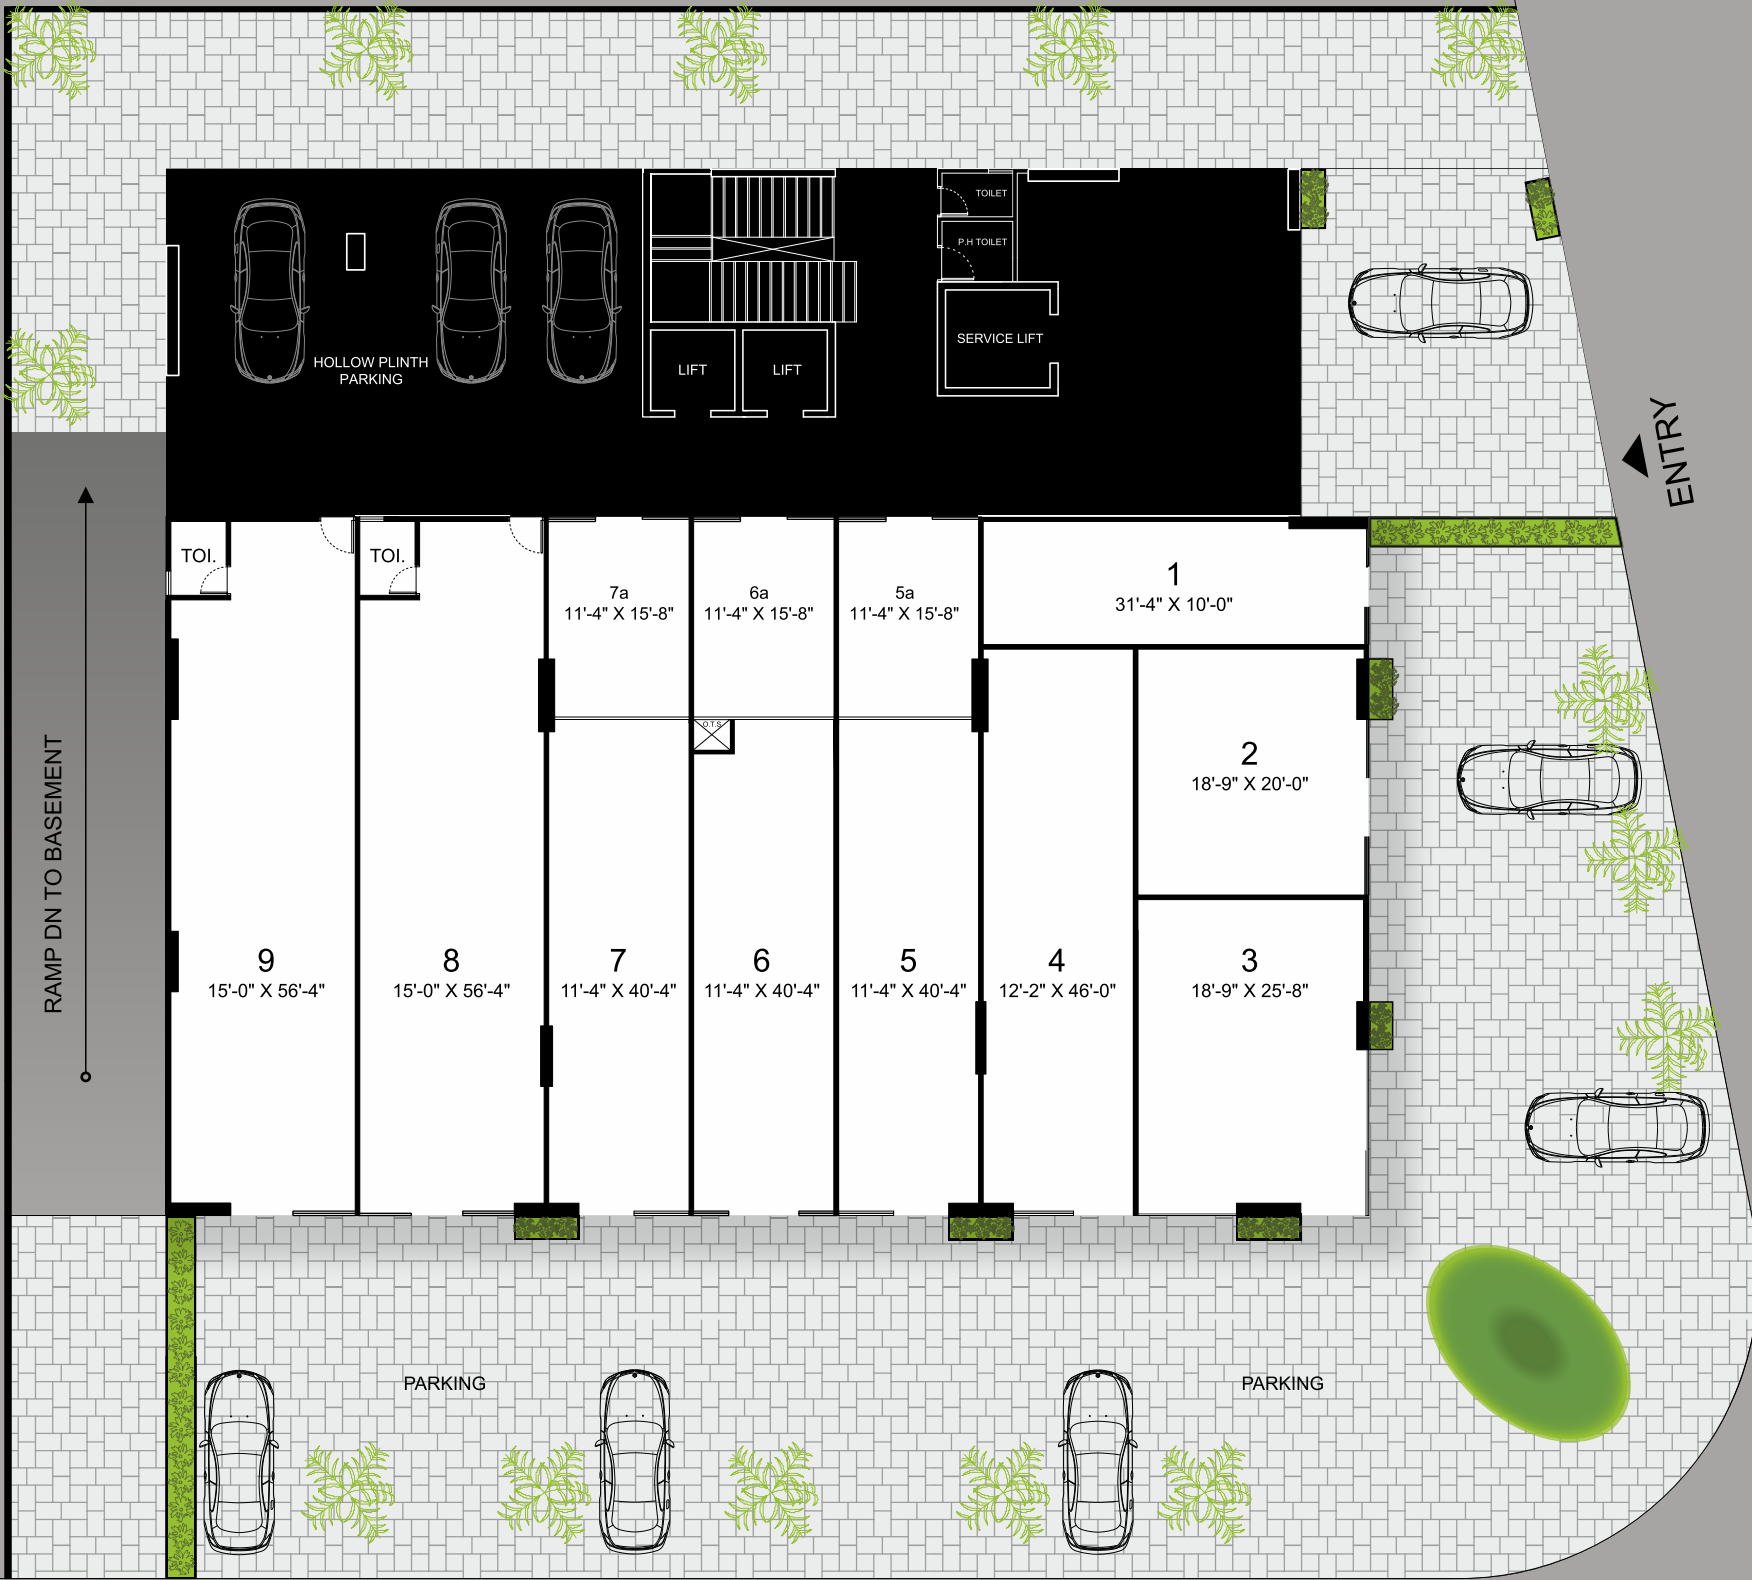 TOILET
P.H TOILET
SERVICE LIFT
HOLLOW PLINTH
PARKING
LIFT
LIFT
ENTRY
TOI.
TOI.
7a
11'-4" X 15'-8"
6a
11'-4" X 15'-8"
5a
11'-4" X 15'-8"
1
31'-4" X 10'-0"
O.T.S
2
18'-9" X 20'-0"
RAMP DN TO BASEMENT
9
15'-0" X 56'-4"
8
15'-0" X 56'-4"
7
11'-4" X 40'-4"
6
11'-4" X 40'-4"
5
11'-4" X 40'-4"
4
12'-2" X 46'-0"
3
18'-9" X 25'-8"
PARKING
PARKING